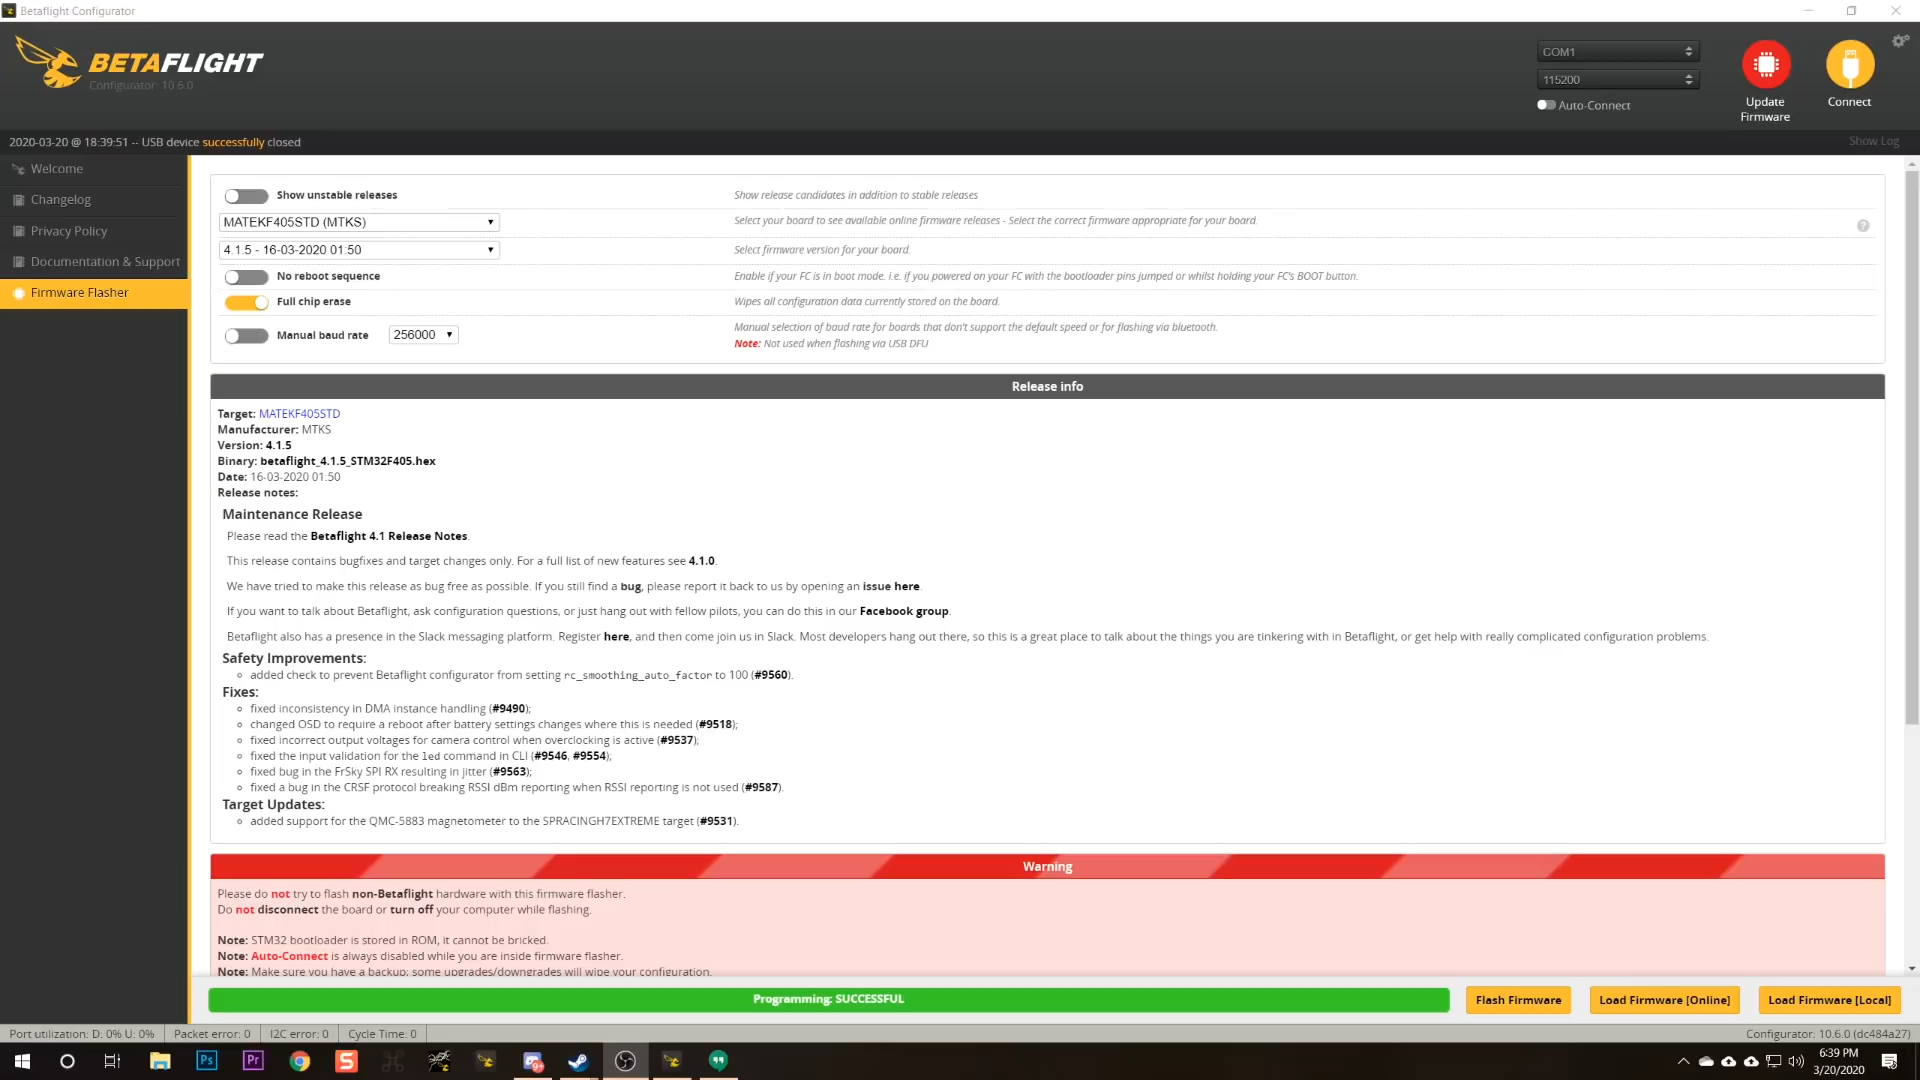 Betaflight Configurator
BETAFLIGHT
Configurator: 10.6.0
COM1
115200
Auto-Connect
Update
Firmware
Connect
2020-03-20 @ 18:39:51 -- USB device successfully closed
Show Log
Welcome
Changelog
Privacy Policy
Documentation & Support
Firmware Flasher
Show unstable releases
Show release candidates in addition to stable releases
MATEKF405STD (MTKS)
Select your board to see available online firmware releases - Select the correct firmware appropriate for your board.
?
4.1.5 - 16-03-2020 01:50
Select firmware version for your board.
No reboot sequence
Enable if your FC is in boot mode. i.e. if you powered on your FC with the bootloader pins jumped or whilst holding your FC's BOOT button.
Full chip erase
Wipes all configuration data currently stored on the board.
Manual baud rate
256000
Manual selection of baud rate for boards that don't support the default speed or for flashing via bluetooth.
Note: Not used when flashing via USB DFU
Release info
Target: MATEKF405STD
Manufacturer: MTKS
Version: 4.1.5
Binary: betaflight_4.1.5_STM32F405.hex
Date: 16-03-2020 01:50
Release notes:
Maintenance Release
Please read the Betaflight 4.1 Release Notes.
This release contains bugfixes and target changes only. For a full list of new features see 4.1.0.
We have tried to make this release as bug free as possible. If you still find a bug, please report it back to us by opening an issue here.
If you want to talk about Betaflight, ask configuration questions, or just hang out with fellow pilots, you can do this in our Facebook group.
Betaflight also has a presence in the Slack messaging platform. Register here, and then come join us in Slack. Most developers hang out there, so this is a great place to talk about the things you are tinkering with in Betaflight, or get help with really complicated configuration problems.
Safety Improvements:
added check to prevent Betaflight configurator from setting rc_smoothing_auto_factor to 100 (#9560).
Fixes:
fixed inconsistency in DMA instance handling (#9490);
changed OSD to require a reboot after battery settings changes where this is needed (#9518);
fixed incorrect output voltages for camera control when overclocking is active (#9537);
fixed the input validation for the led command in CLI (#9546, #9554);
fixed bug in the FrSky SPI RX resulting in jitter (#9563);
fixed a bug in the CRSF protocol breaking RSSI dBm reporting when RSSI reporting is not used (#9587).
Target Updates:
added support for the QMC-5883 magnetometer to the SPRACINGH7EXTREME target (#9531).
Warning
Please do not try to flash non-Betaflight hardware with this firmware flasher.
Do not disconnect the board or turn off your computer while flashing.
Note: STM32 bootloader is stored in ROM, it cannot be bricked.
Note: Auto-Connect is always disabled while you are inside firmware flasher.
Note: Make sure you have a backup; some upgrades/downgrades will wipe your configuration.
Programming: SUCCESSFUL
Flash Firmware
Load Firmware [Online]
Load Firmware [Local]
Port utilization: D: 0% U: 0%
Packet error: 0
I2C error: 0
Cycle Time: 0
Configurator: 10.6.0 (dc484a27)
Ps
Pr
S
9+
6:39 PM
3/20/2020